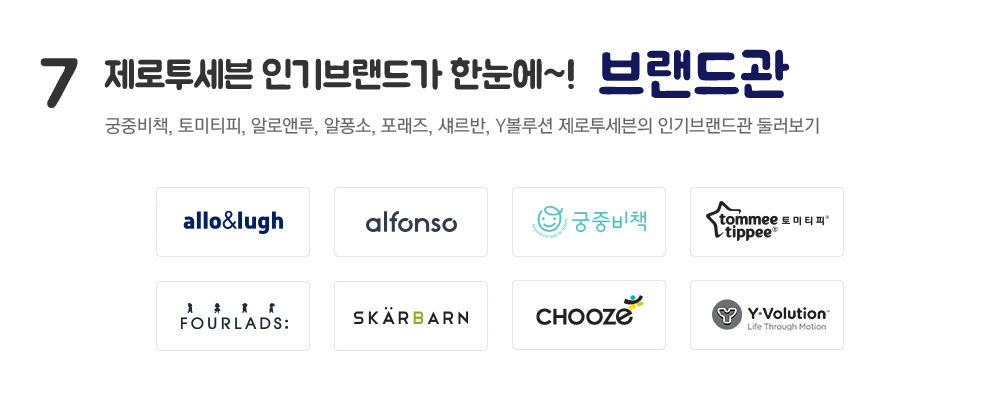 7 제로투세븐 인기브랜드가 한눈에~! 브랜드관
궁중비책, 토미티피, 알로앤루, 알퐁소, 포래즈, 섀르반, Y볼루션 제로투세븐의 인기브랜드관 둘러보기
allo&lugh
alfonso
궁중비책
tommee tippee® 토미티피®
FOURLADS:
SKÄRBARN
CHOOZE
Y Y·Volution™
Life Through Motion